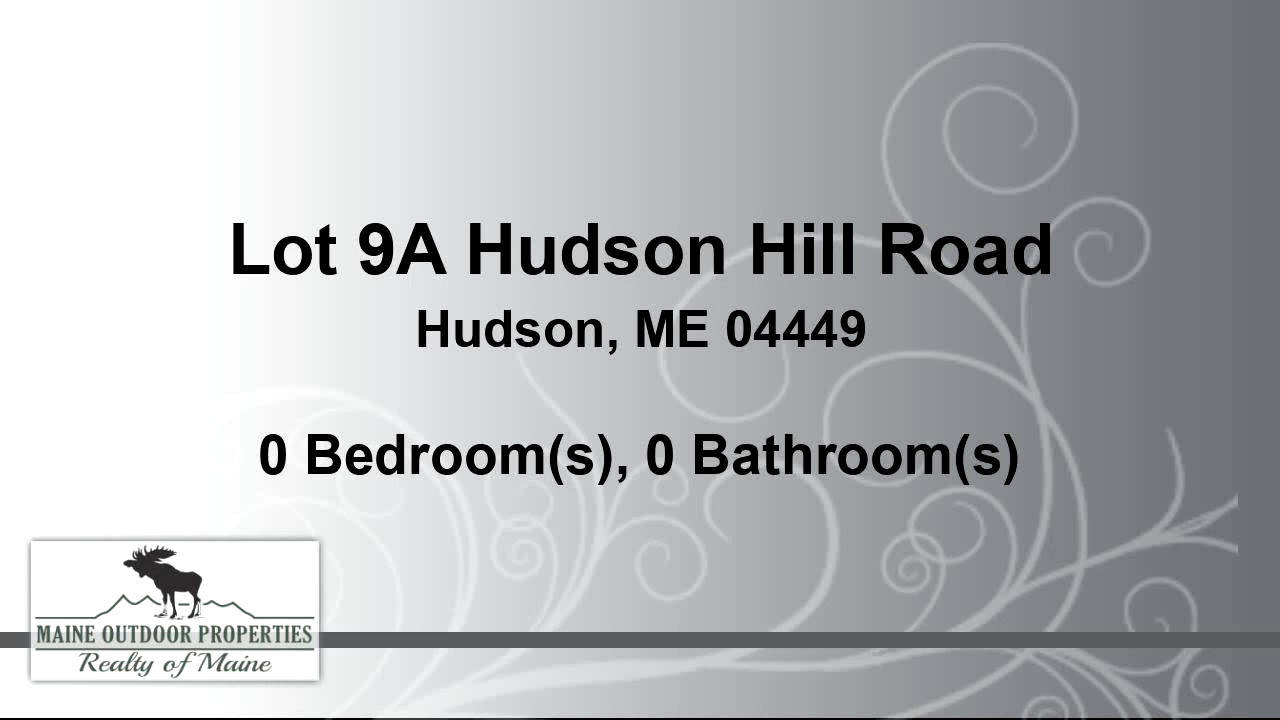 Lot 9A Hudson Hill Road
Hudson, ME 04449
0 Bedroom(s), 0 Bathroom(s)
MAINE OUTDOOR PROPERTIES
Realty of Maine